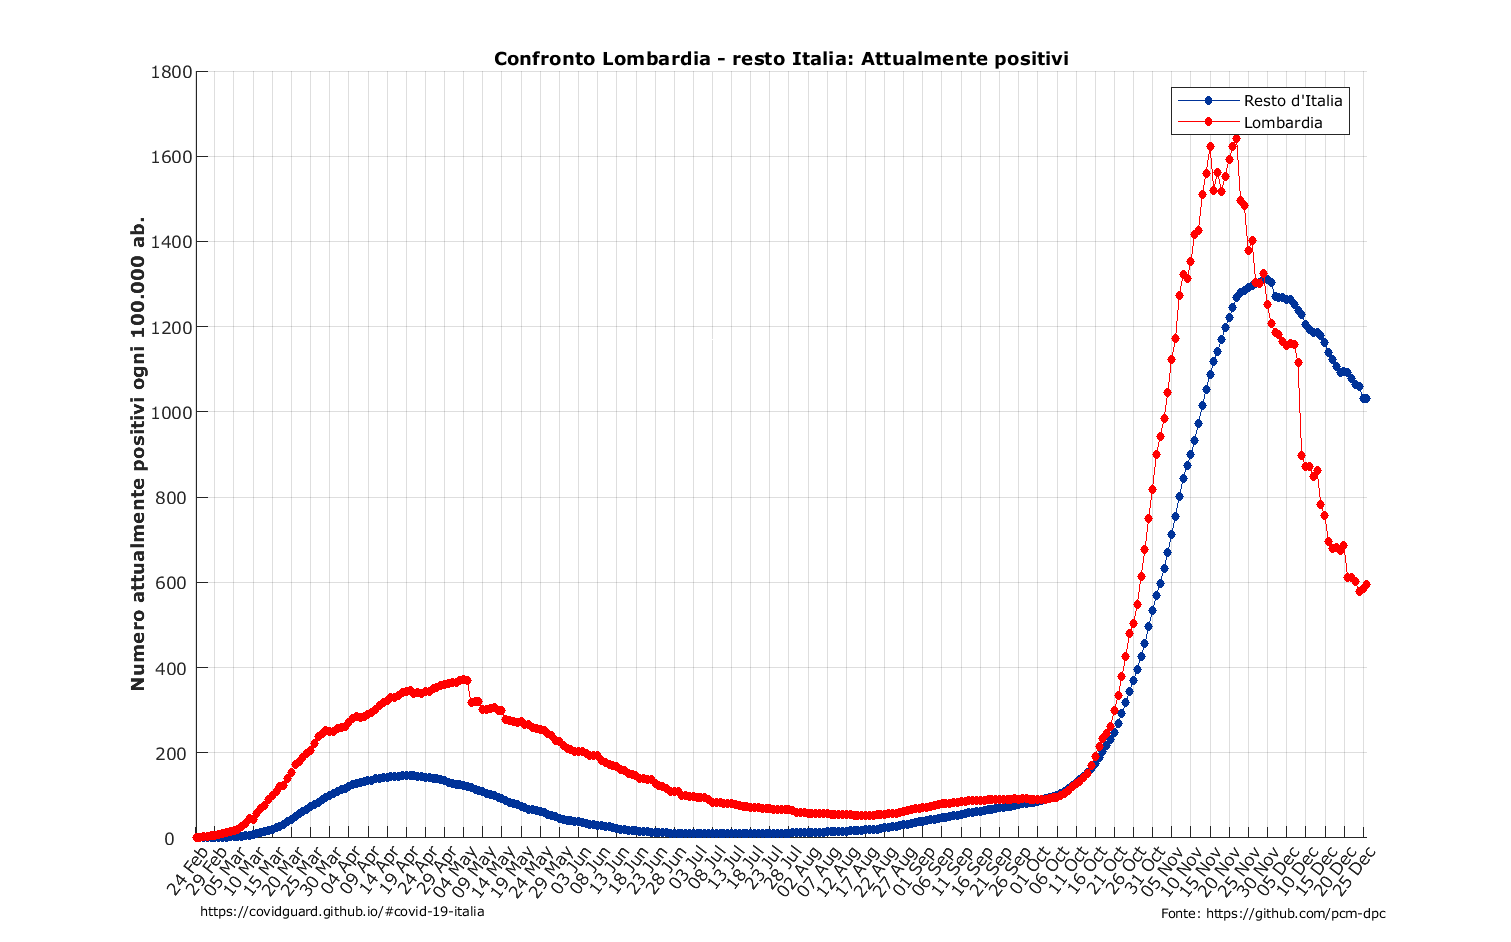 Confronto Lombardia - resto Italia: Attualmente positivi
Resto d'Italia
Lombardia
Numero attualmente positivi ogni 100.000 ab.
1800
1600
1400
1200
1000
800
600
400
200
0
24 Feb
29 Feb
05 Mar
10 Mar
15 Mar
20 Mar
25 Mar
30 Mar
04 Apr
09 Apr
14 Apr
19 Apr
24 Apr
29 Apr
04 May
09 May
14 May
19 May
24 May
29 May
03 Jun
08 Jun
13 Jun
18 Jun
23 Jun
28 Jun
03 Jul
08 Jul
13 Jul
18 Jul
23 Jul
28 Jul
02 Aug
07 Aug
12 Aug
17 Aug
22 Aug
27 Aug
01 Sep
06 Sep
11 Sep
16 Sep
21 Sep
26 Sep
01 Oct
06 Oct
11 Oct
16 Oct
21 Oct
26 Oct
31 Oct
05 Nov
10 Nov
15 Nov
20 Nov
25 Nov
30 Nov
05 Dec
10 Dec
15 Dec
20 Dec
25 Dec
https://covidguard.github.io/#covid-19-italia
Fonte: https://github.com/pcm-dpc